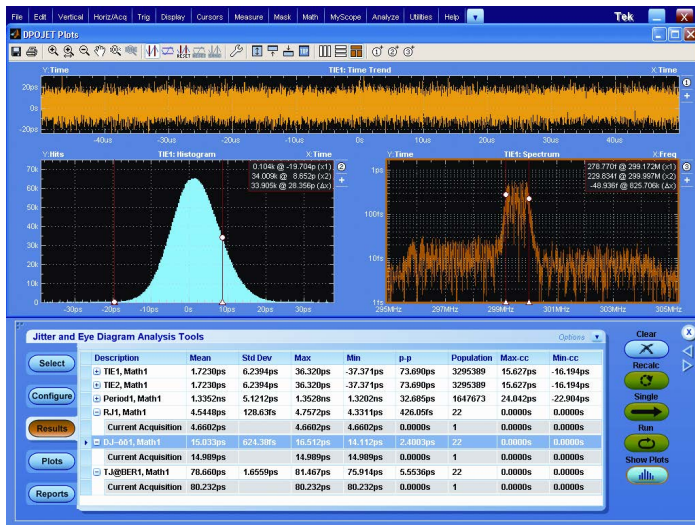 File Edit Vertical Horiz/Acq Trig Display Cursors Measure Mask Math MyScope Analyze Utilities Help Tek
DPOJET Plots
Y:Time TIE1: Time Trend X:Time
20ps
0s
-20ps
-40us -30us -20us -10us 0s 10us 20us 30us
Y:Hits TIE1: Histogram X:Time
0.104k @ -19.704p (x1)
34.009k @ 8.652p (x2)
33.905k @ 28.356p (Δx)
70k
60k
50k
40k
30k
20k
10k
0
-30ps -20ps -10ps 0s 10ps 20ps 30ps
Y:Time TIE1: Spectrum X:Freq
278.770f @ 299.172M (x1)
229.834f @ 299.997M (x2)
-48.936f @ 825.706k (Δx)
1ps
100fs
10fs
1fs
295MHz 297MHz 299MHz 301MHz 303MHz 305MHz
Jitter and Eye Diagram Analysis Tools Options
Select
Configure
Results
Plots
Reports
Description Mean Std Dev Max Min p-p Population Max-cc Min-cc
TIE1, Math1 1.7230ps 6.2394ps 36.320ps -37.371ps 73.690ps 3295389 15.627ps -16.194ps
TIE2, Math1 1.7230ps 6.2394ps 36.320ps -37.371ps 73.690ps 3295389 15.627ps -16.194ps
Period1, Math1 1.3352ns 5.1212ps 1.3528ns 1.3202ns 32.685ps 1647673 24.042ps -22.904ps
RJ1, Math1 4.5448ps 128.63fs 4.7572ps 4.3311ps 426.05fs 22 0.0000s 0.0000s
Current Acquisition 4.6602ps 4.6602ps 4.6602ps 0.0000s 1 0.0000s 0.0000s
DJ-δδ1, Math1 15.033ps 624.38fs 16.512ps 14.112ps 2.4003ps 22 0.0000s 0.0000s
Current Acquisition 14.989ps 14.989ps 14.989ps 0.0000s 1 0.0000s 0.0000s
TJ@BER1, Math1 78.660ps 1.6559ps 81.467ps 75.914ps 5.5536ps 22 0.0000s 0.0000s
Current Acquisition 80.232ps 80.232ps 80.232ps 0.0000s 1 0.0000s 0.0000s
Clear
Recalc
Single
Run
Show Plots